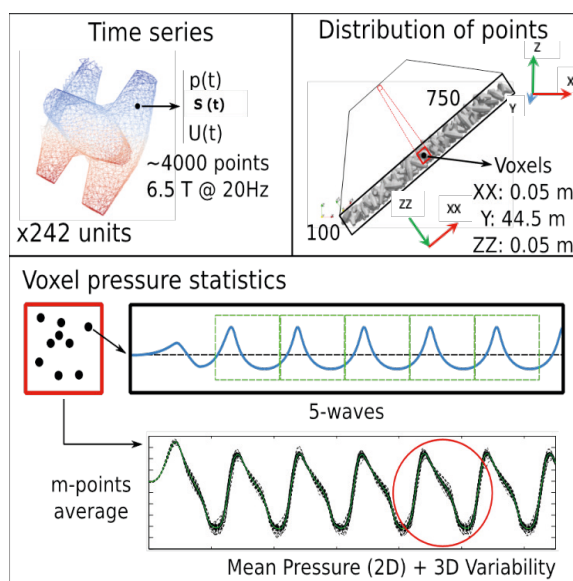 Time series
p(t)
S (t)
U(t)
~4000 points
6.5 T @ 20Hz
x242 units
Distribution of points
Z
X
Y
750
100
Voxels
XX: 0.05 m
Y: 44.5 m
ZZ: 0.05 m
ZZ
XX
Voxel pressure statistics
5-waves
m-points
average
Mean Pressure (2D) + 3D Variability